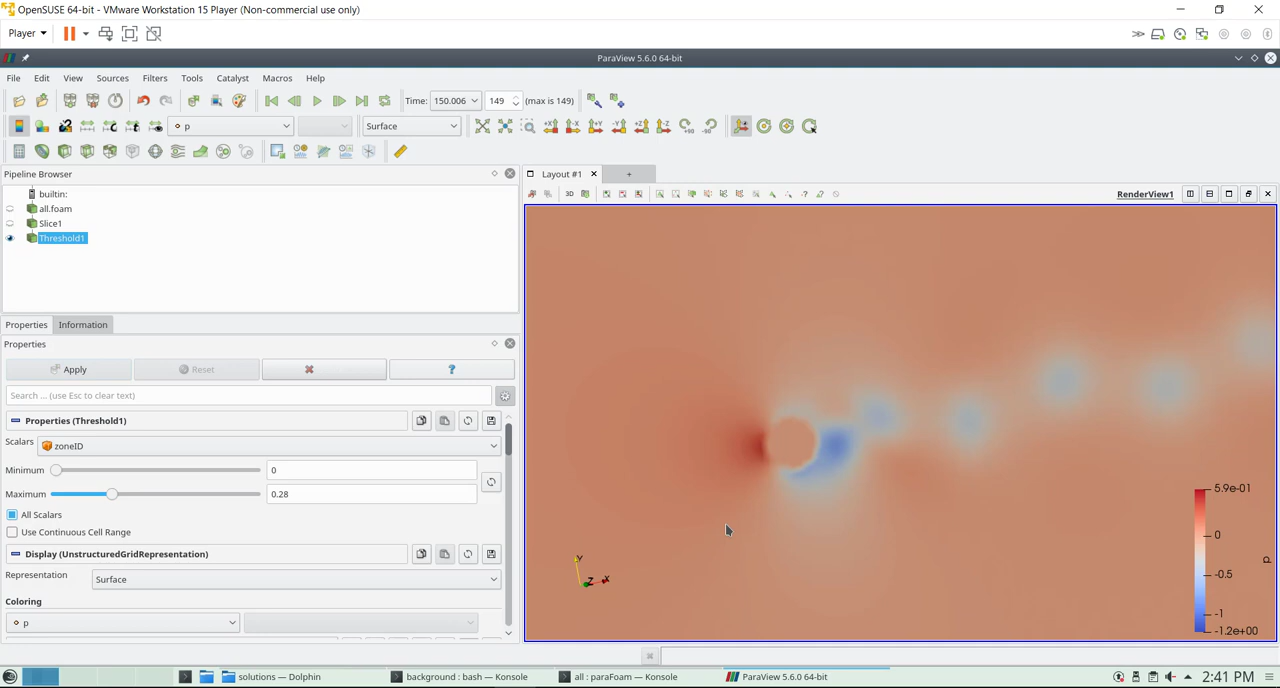 OpenSUSE 64-bit - VMware Workstation 15 Player (Non-commercial use only)
Player
ParaView 5.6.0 64-bit
File Edit View Sources Filters Tools Catalyst Macros Help
Time: 150.006 149 (max is 149)
p Surface
Pipeline Browser
builtin:
all.foam
Slice1
Threshold1
Properties Information
Properties
Apply Reset ?
Search ... (use Esc to clear text)
Properties (Threshold1)
Scalars zoneID
Minimum 0
Maximum 0.28
All Scalars
Use Continuous Cell Range
Display (UnstructuredGridRepresentation)
Representation Surface
Coloring
p
Layout #1 +
3D RenderView1
5.9e-01
0
-0.5
-1
-1.2e+00
p
Y
Z X
solutions — Dolphin
background : bash — Konsole
all : paraFoam — Konsole
ParaView 5.6.0 64-bit
2:41 PM